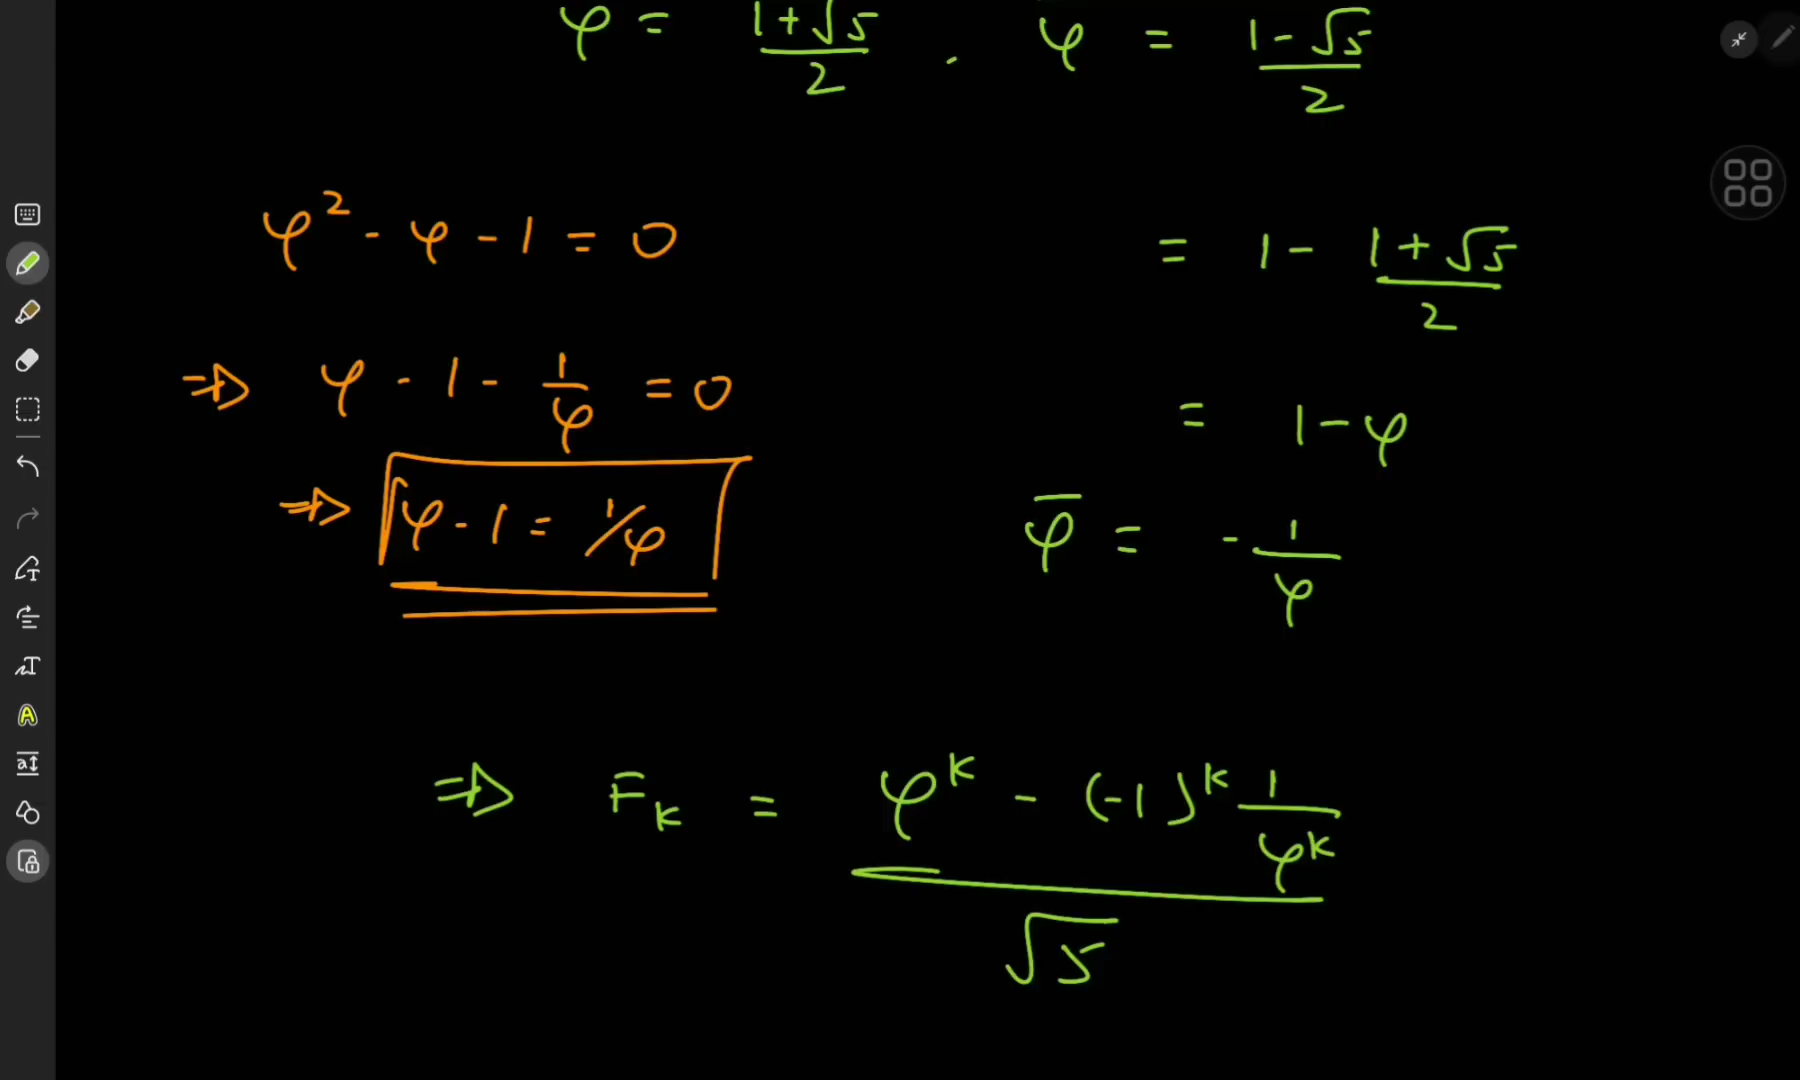 φ = (1+√5)/2 . φ = (1-√5)/2
φ² - φ - 1 = 0
= 1 - (1+√5)/2
⇒ φ - 1 - 1/φ = 0
= 1 - φ
⇒ φ - 1 = 1/φ
φ̅ = - 1/φ
⇒ F_k = (φ^k - (-1)^k 1/φ^k)/√5